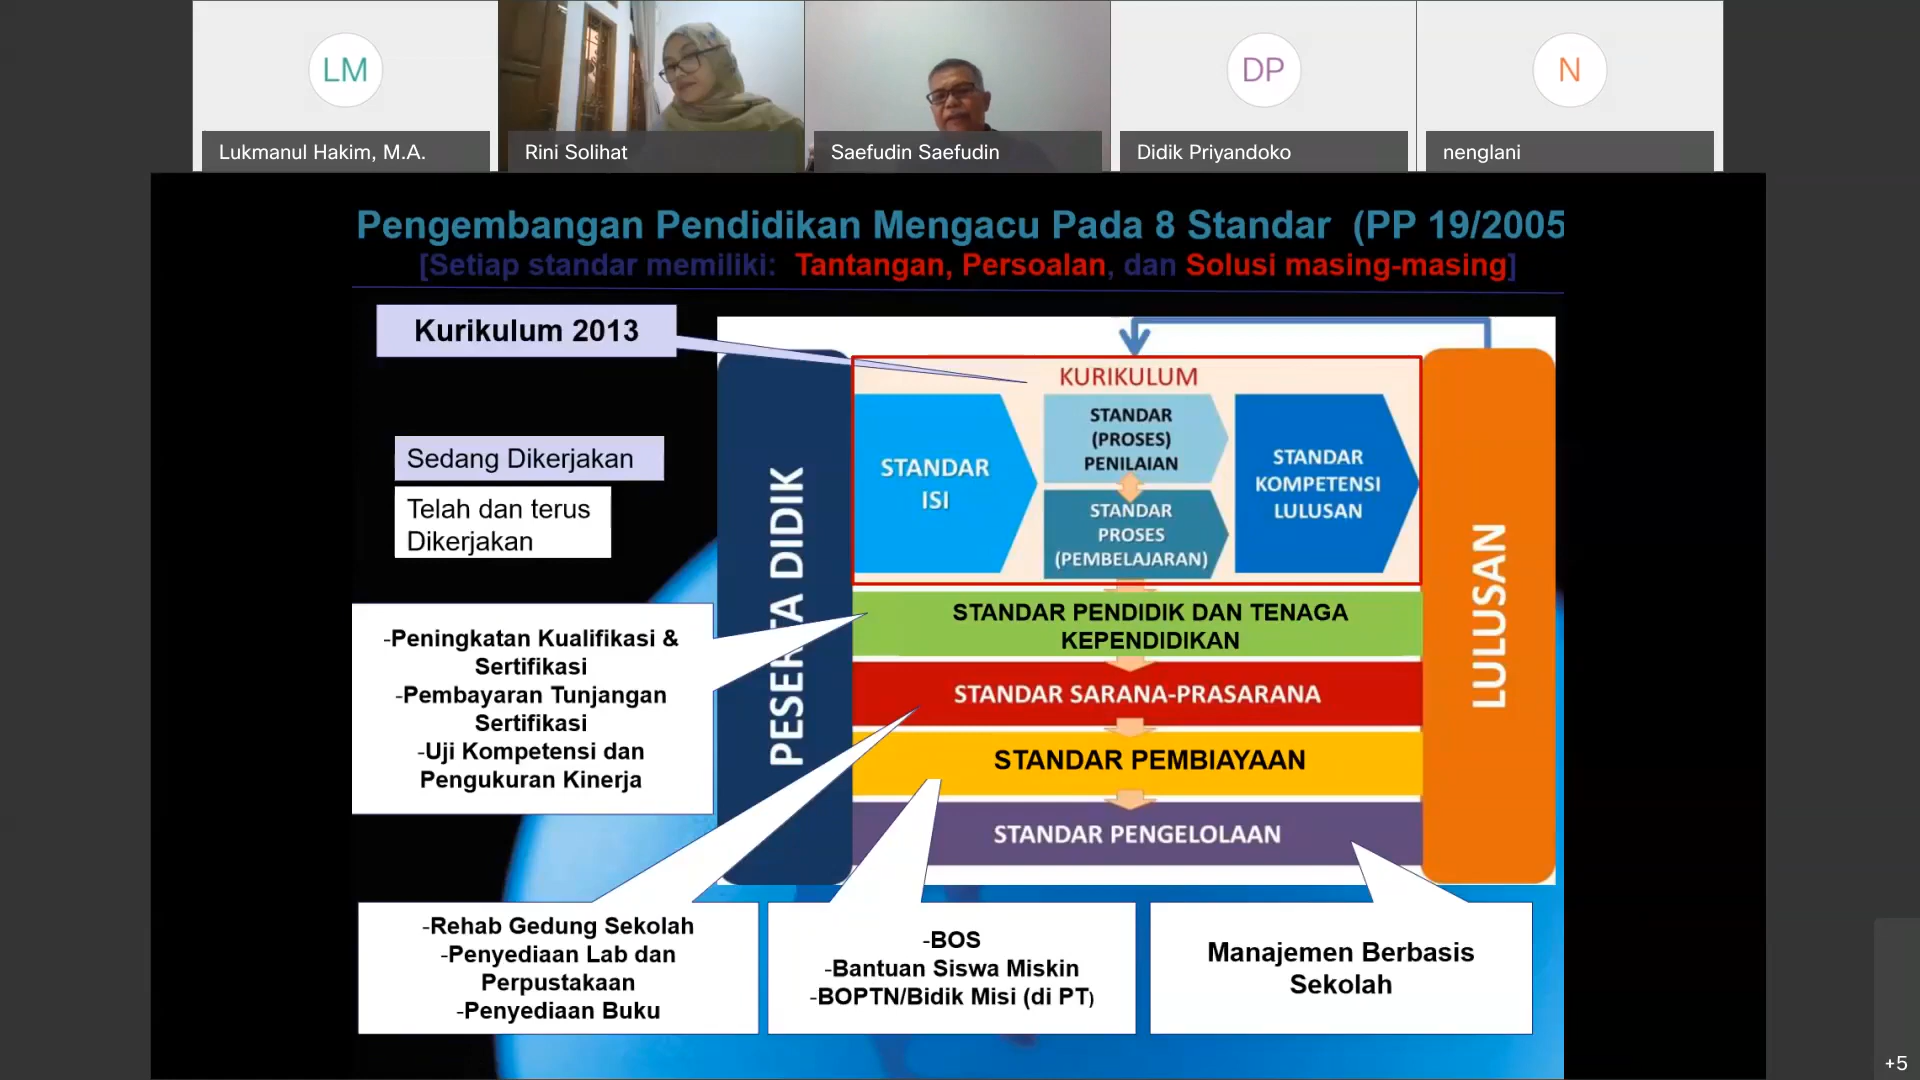 LM
DP
N
Lukmanul Hakim, M.A.
Rini Solihat
Saefudin Saefudin
Didik Priyandoko
nenglani
Pengembangan Pendidikan Mengacu Pada 8 Standar (PP 19/2005
[Setiap standar memiliki: Tantangan, Persoalan, dan Solusi masing-masing]
Kurikulum 2013
Sedang Dikerjakan
Telah dan terus
Dikerjakan
PESERTA DIDIK
KURIKULUM
STANDAR
ISI
STANDAR
(PROSES)
PENILAIAN
STANDAR
PROSES
(PEMBELAJARAN)
STANDAR
KOMPETENSI
LULUSAN
LULUSAN
STANDAR PENDIDIK DAN TENAGA
KEPENDIDIKAN
STANDAR SARANA-PRASARANA
STANDAR PEMBIAYAAN
STANDAR PENGELOLAAN
-Peningkatan Kualifikasi &
Sertifikasi
-Pembayaran Tunjangan
Sertifikasi
-Uji Kompetensi dan
Pengukuran Kinerja
-Rehab Gedung Sekolah
-Penyediaan Lab dan
Perpustakaan
-Penyediaan Buku
-BOS
-Bantuan Siswa Miskin
-BOPTN/Bidik Misi (di PT)
Manajemen Berbasis
Sekolah
+5